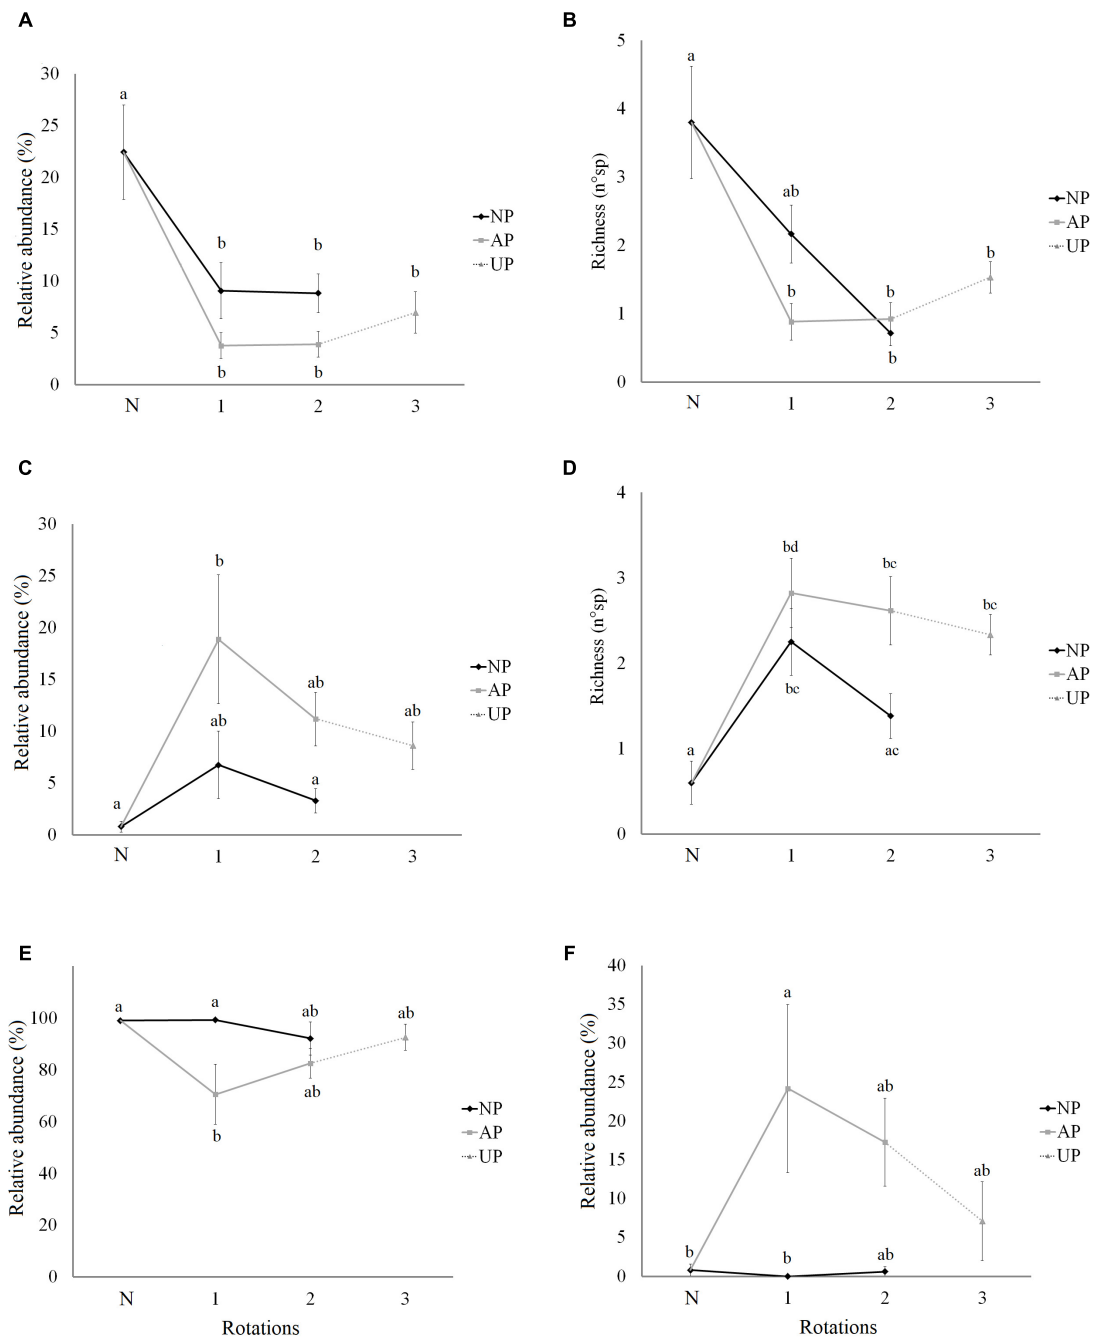 A
Relative abundance (%)
30
25
20
15
10
5
0
a
b
b
b
b
b
N 1 2 3
NP
AP
UP
B
Richness (n°sp)
5
4
3
2
1
0
a
ab
b
b
b
b
N 1 2 3
NP
AP
UP
C
Relative abundance (%)
30
25
20
15
10
5
0
a
b
ab
ab
ab
a
N 1 2 3
NP
AP
UP
D
Richness (n°sp)
4
3
2
1
0
a
bd
bc
bc
bc
ac
N 1 2 3
NP
AP
UP
E
Relative abundance (%)
100
80
60
40
20
0
a
a
ab
ab
b
ab
N 1 2 3
Rotations
NP
AP
UP
F
Relative abundance (%)
40
35
30
25
20
15
10
5
0
b
a
ab
ab
b
ab
N 1 2 3
Rotations
NP
AP
UP